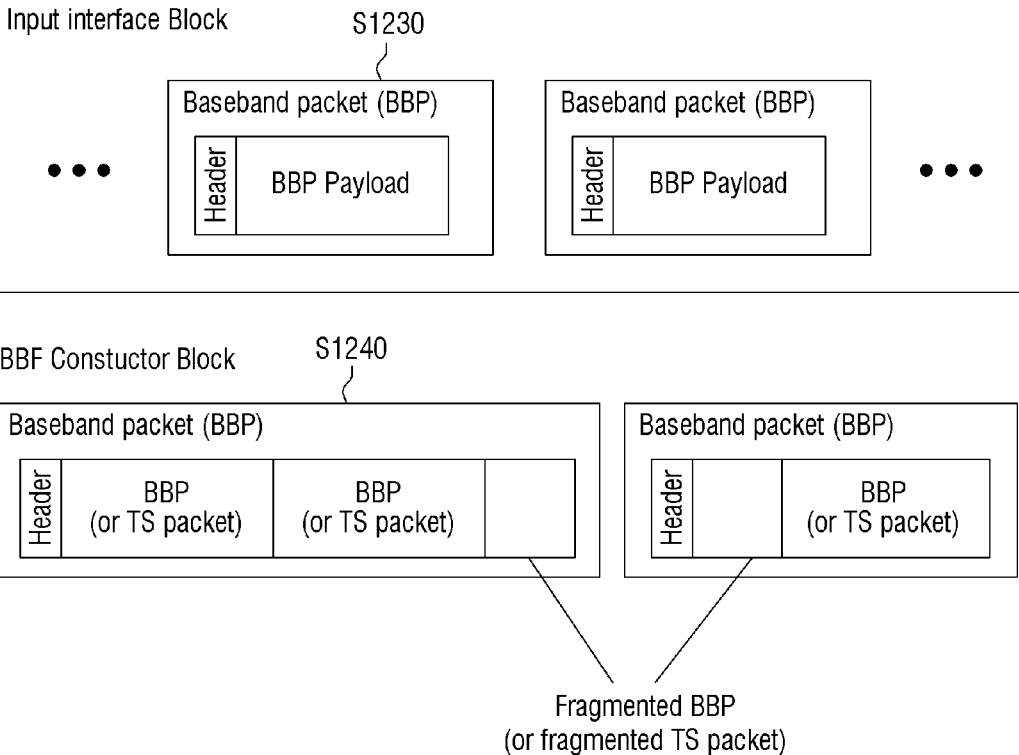 Input interface Block
S1230
Baseband packet (BBP)
Header
BBP Payload
Baseband packet (BBP)
Header
BBP Payload
BBF Constuctor Block
S1240
Baseband packet (BBP)
Header
BBP
(or TS packet)
BBP
(or TS packet)
Baseband packet (BBP)
Header
BBP
(or TS packet)
Fragmented BBP
(or fragmented TS packet)